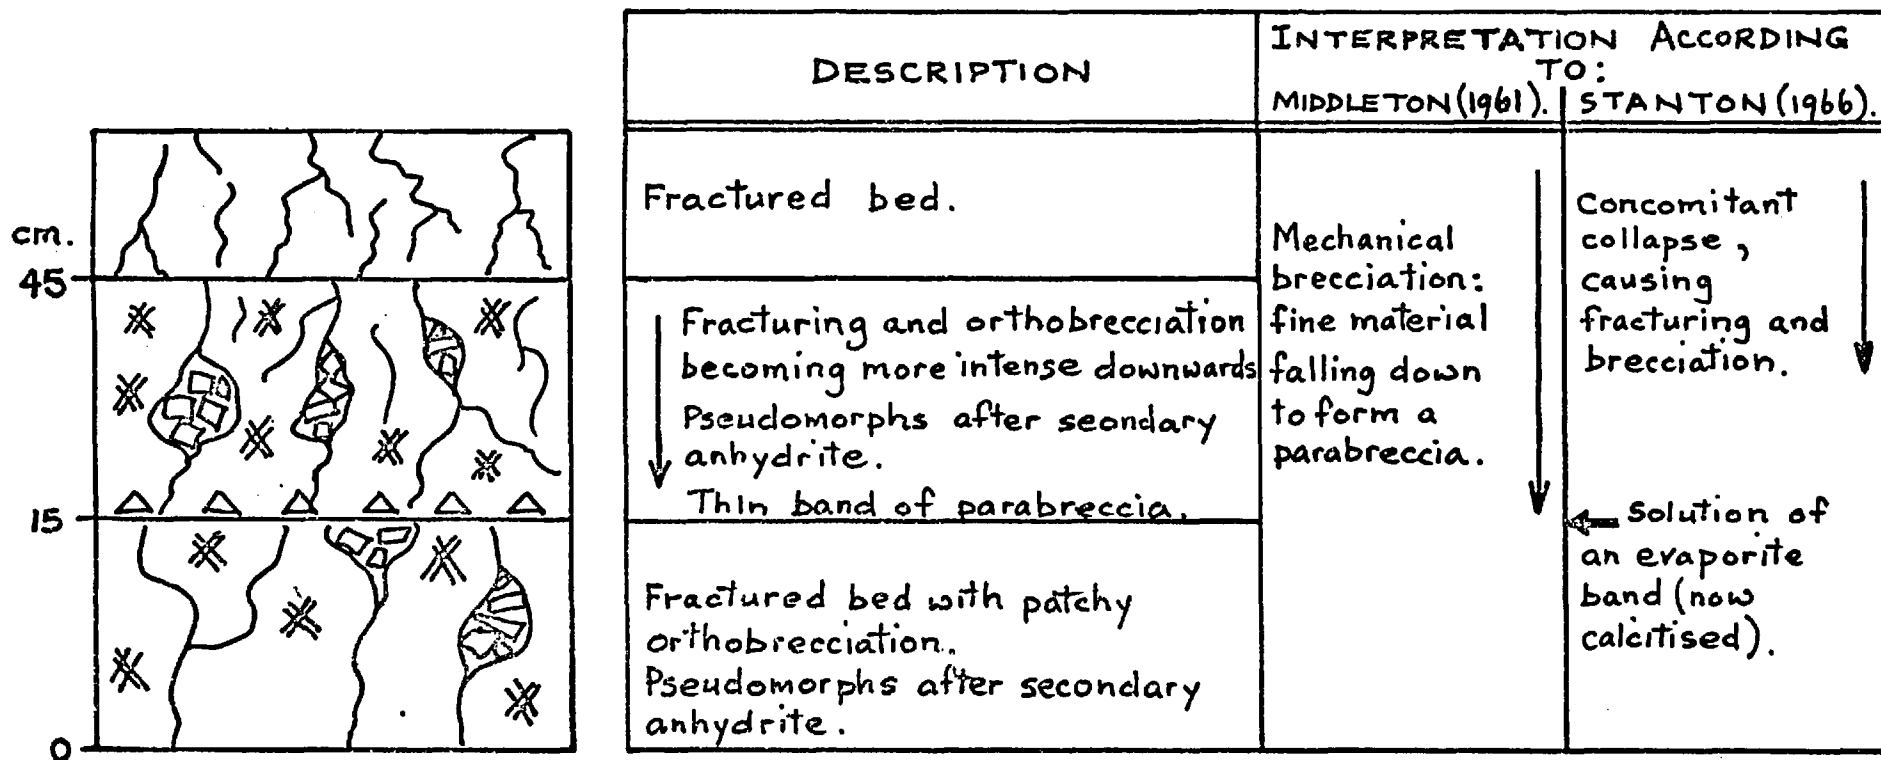 DESCRIPTION
INTERPRETATION ACCORDING
TO:
MIDDLETON (1961).
STANTON (1966).
cm.
45
15
0
Fractured bed.
Fracturing and orthobrecciation
becoming more intense downwards
Pseudomorphs after seondary
anhydrite.
Thin band of parabreccia.
Fractured bed with patchy
orthobrecciation.
Pseudomorphs after secondary
anhydrite.
Mechanical
brecciation:
fine material
falling down
to form a
parabreccia.
Concomitant
collapse,
causing
fracturing and
brecciation.
Solution of
an evaporite
band (now
calcitised).